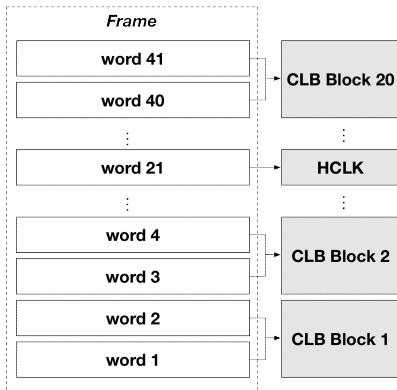 Frame
word 41
word 40
CLB Block 20
⋮ ⋮
word 21
HCLK
⋮ ⋮
word 4
word 3
CLB Block 2
word 2
word 1
CLB Block 1